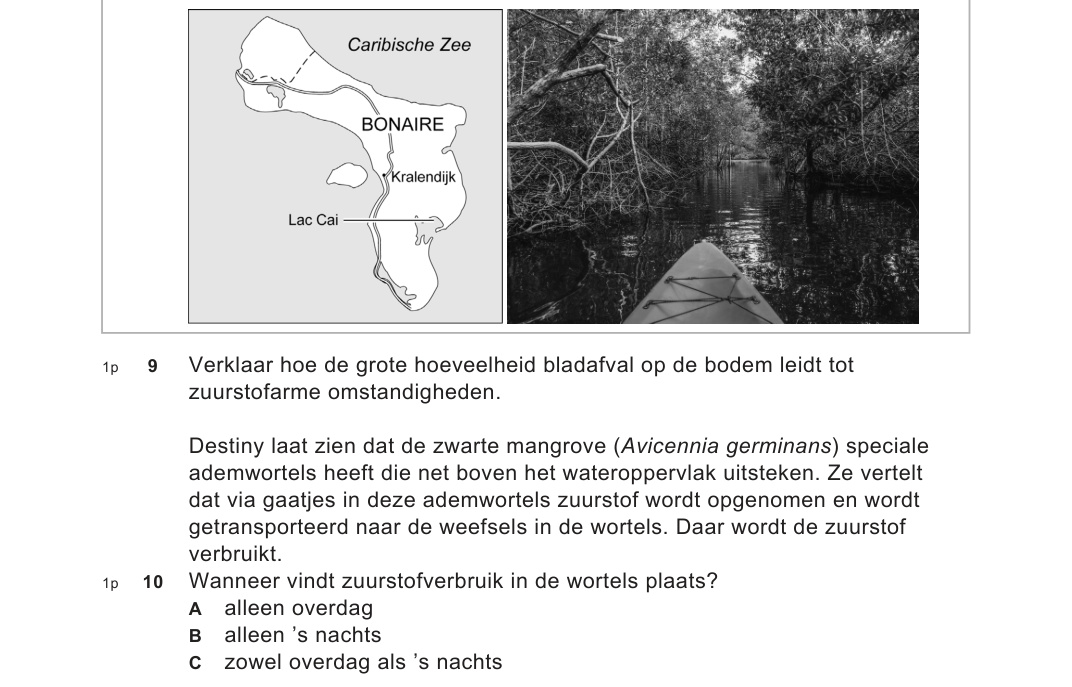 Caribische Zee
BONAIRE
Kralendijk
Lac Cai
1p 9 Verklaar hoe de grote hoeveelheid bladafval op de bodem leidt tot
zuurstofarme omstandigheden.
Destiny laat zien dat de zwarte mangrove (Avicennia germinans) speciale
ademwortels heeft die net boven het wateroppervlak uitsteken. Ze vertelt
dat via gaatjes in deze ademwortels zuurstof wordt opgenomen en wordt
getransporteerd naar de weefsels in de wortels. Daar wordt de zuurstof
verbruikt.
1p 10 Wanneer vindt zuurstofverbruik in de wortels plaats?
A alleen overdag
B alleen ’s nachts
C zowel overdag als ’s nachts